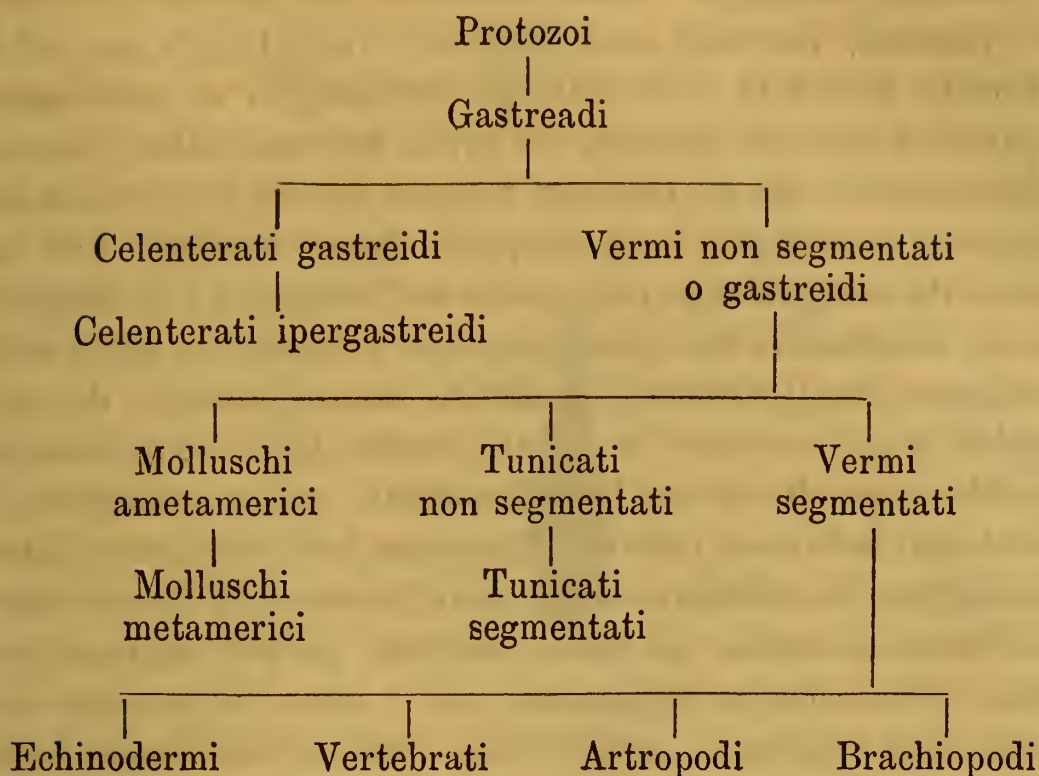 Protozoi
Gastreadi
Celenterati gastreidi Vermi non segmentati
o gastreidi
Celenterati ipergastreidi
Molluschi Tunicati Vermi
ametamerici non segmentati segmentati
Molluschi Tunicati
metamerici segmentati
Echinodermi Vertebrati Artropodi Brachiopodi